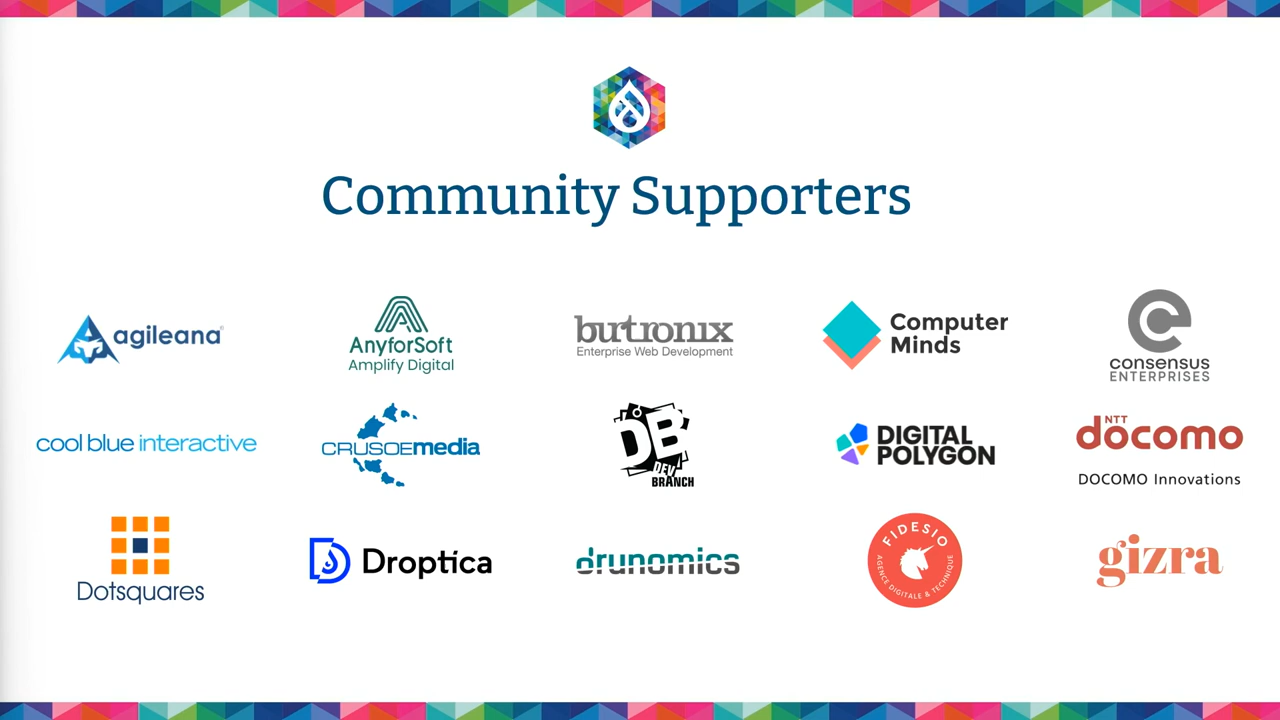 Community Supporters
agileana®
AnyforSoft
Amplify Digital
butronix
Enterprise Web Development
Computer
Minds
consensus
ENTERPRISES
cool blue interactive
CRUSOEmedia
DB
DEV
BRANCH
DIGITAL
POLYGON
NTT
docomo
DOCOMO Innovations
Dotsquares
Droptica
drunomics
FIDESIO
AGENCE DIGITALE & TECHNIQUE
gizra